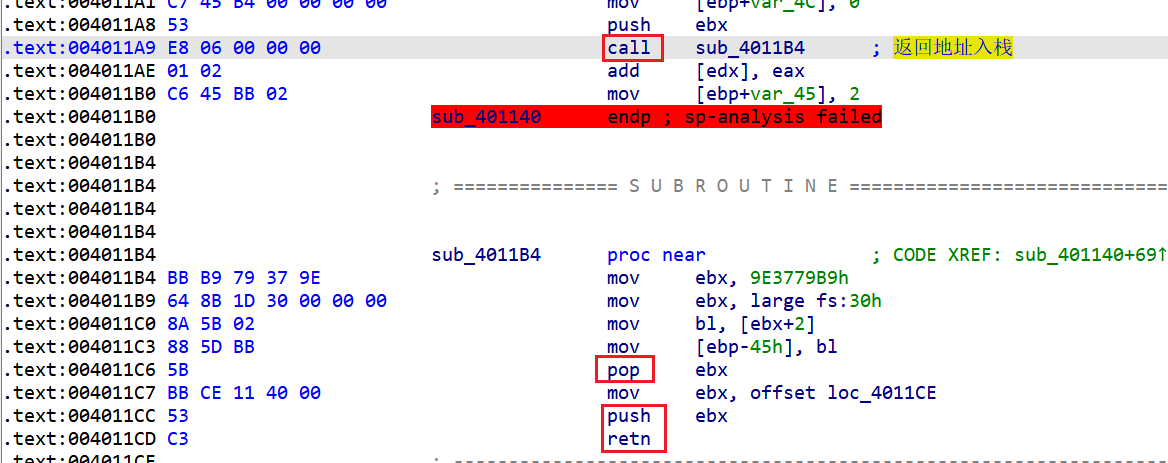 .text:004011A1 C7 45 B4 00 00 00 00 mov [ebp+var_4C], 0
.text:004011A8 53 push ebx
.text:004011A9 E8 06 00 00 00 call sub_4011B4 ; 返回地址入栈
.text:004011AE 01 02 add [edx], eax
.text:004011B0 C6 45 BB 02 mov [ebp+var_45], 2
.text:004011B0 sub_401140 endp ; sp-analysis failed
.text:004011B0
.text:004011B4
.text:004011B4 ; =============== S U B R O U T I N E =============================
.text:004011B4
.text:004011B4
.text:004011B4 sub_4011B4 proc near ; CODE XREF: sub_401140+69↑
.text:004011B4 BB B9 79 37 9E mov ebx, 9E3779B9h
.text:004011B9 64 8B 1D 30 00 00 00 mov ebx, large fs:30h
.text:004011C0 8A 5B 02 mov bl, [ebx+2]
.text:004011C3 88 5D BB mov [ebp-45h], bl
.text:004011C6 5B pop ebx
.text:004011C7 BB CE 11 40 00 mov ebx, offset loc_4011CE
.text:004011CC 53 push ebx
.text:004011CD C3 retn
.text:004011CE ; ---------------------------------------------------------------